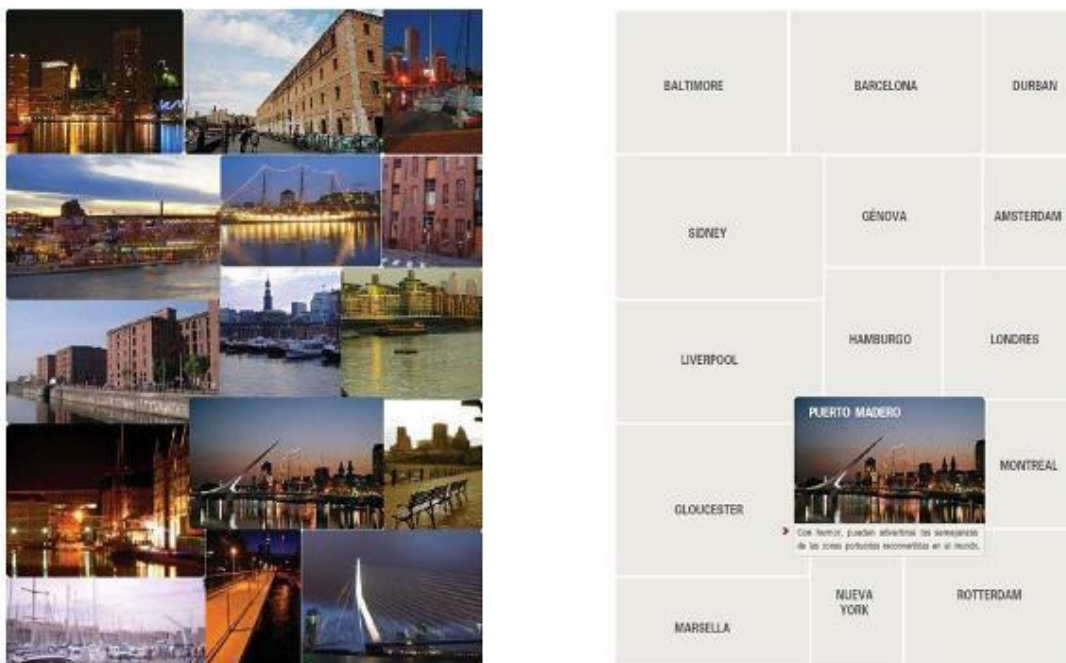 BALTIMORE
BARCELONA
DURBAN
SIDNEY
GÉNOVA
AMSTERDAM
LIVERPOOL
HAMBURGO
LONDRES
PUERTO MADERO
GLOUCESTER
MONTREAL
Con humor, pueden advertirse las semejanzas
de las zonas portuarias reconvertidas en el mundo.
MARSELLA
NUEVA
YORK
ROTTERDAM